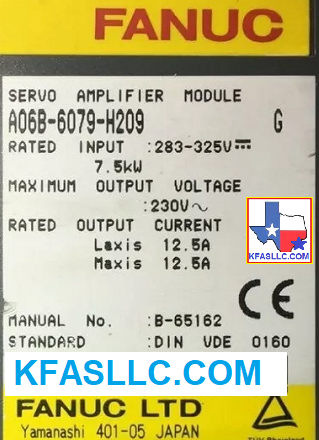 FANUC
SERVO AMPLIFIER MODULE
A06B-6079-H209 G
RATED INPUT :283-325V
7.5kW
MAXIMUM OUTPUT VOLTAGE
:230V~
RATED OUTPUT CURRENT
Laxis 12.5A
Maxis 12.5A
KFASLLC.COM
CE
MANUAL No. :B-65162
STANDARD :DIN VDE 0160
KFASLLC.COM
FANUC LTD
Yamanashi 401-05 JAPAN
TÜV Rheinland